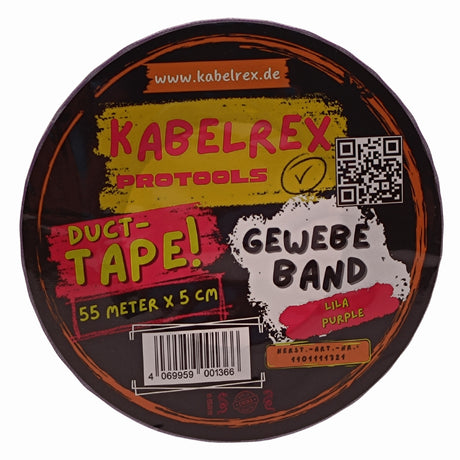 www.kabelrex.de
KABELREX
PROTOOLS
DUCT-
TAPE!
55 METER X 5 CM
GEWEBE
BAND
LILA
PURPLE
HERST.-ART.-NR.:
1101111321
4 069959 001366